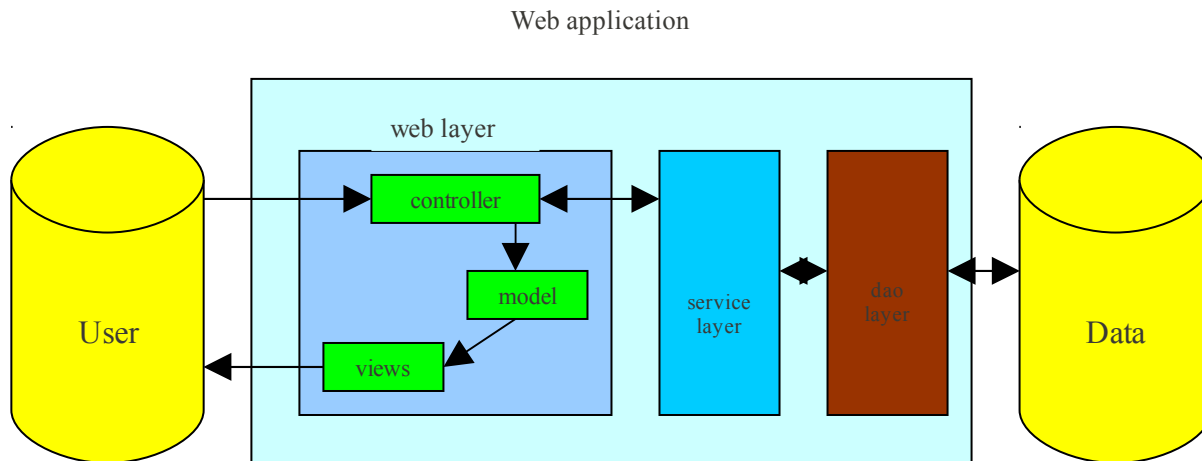 Web application
web layer
controller
model
views
service
layer
dao
layer
User
Data